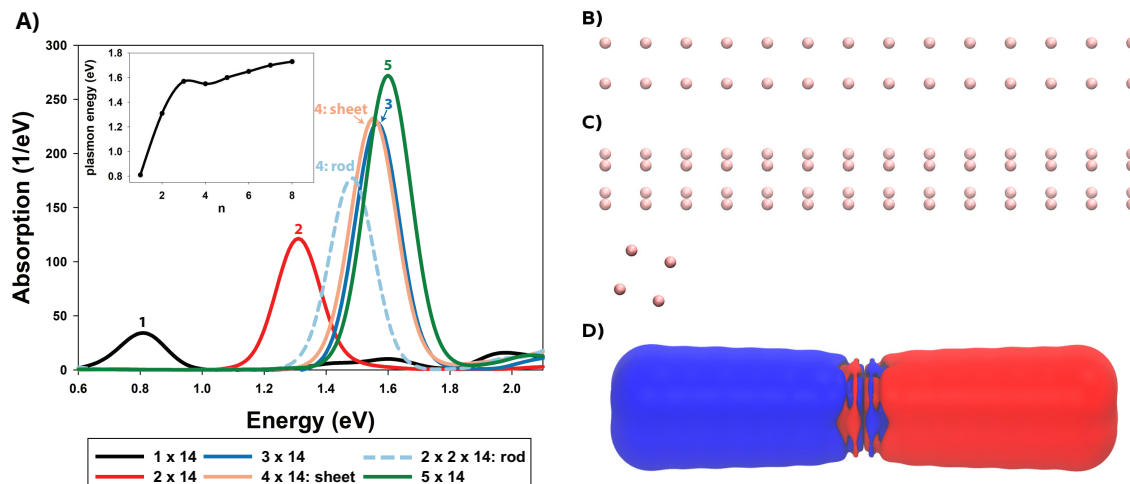 A)
300
250
200
150
100
50
0
Absorption (1/eV)
0.6 0.8 1.0 1.2 1.4 1.6 1.8 2.0
Energy (eV)
1.8
1.6
1.4
1.2
1.0
0.8
plasmon energy (eV)
2 4 6 8
n
5
4: sheet
3
4: rod
2
1
1 x 14 3 x 14 2 x 2 x 14: rod
2 x 14 4 x 14: sheet 5 x 14
B)
C)
D)